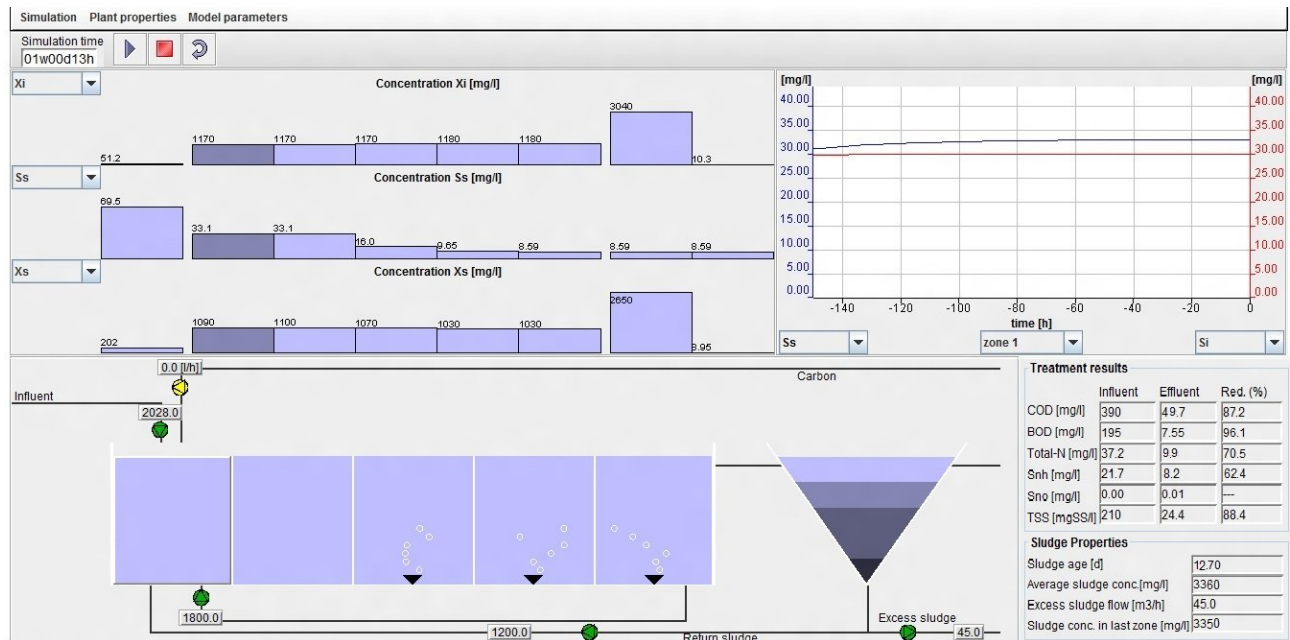 Simulation Plant properties Model parameters
Simulation time
01w00d13h
Xi
Concentration Xi [mg/l]
51.2
1170 1170 1170 1180 1180
3040
10.3
Ss
Concentration Ss [mg/l]
69.5
33.1 33.1 16.0 9.65 8.59 8.59 8.59
Xs
Concentration Xs [mg/l]
202
1090 1100 1070 1030 1030
2650
8.95
[mg/l] [mg/l]
40.00 40.00
35.00 35.00
30.00 30.00
25.00 25.00
20.00 20.00
15.00 15.00
10.00 10.00
5.00 5.00
0.00 0.00
-140 -120 -100 -80 -60 -40 -20 0
time [h]
Ss zone 1 Si
0.0 [l/h]
Carbon
Influent
2028.0
1800.0
1200.0
Return sludge
Excess sludge
45.0
Treatment results
Influent Effluent Red. (%)
COD [mg/l] 390 49.7 87.2
BOD [mg/l] 195 7.55 96.1
Total-N [mg/l] 37.2 9.9 70.5
Snh [mg/l] 21.7 8.2 62.4
Sno [mg/l] 0.00 0.01 ---
TSS [mgSS/l] 210 24.4 88.4
Sludge Properties
Sludge age [d] 12.70
Average sludge conc.[mg/l] 3360
Excess sludge flow [m3/h] 45.0
Sludge conc. in last zone [mg/l] 3350